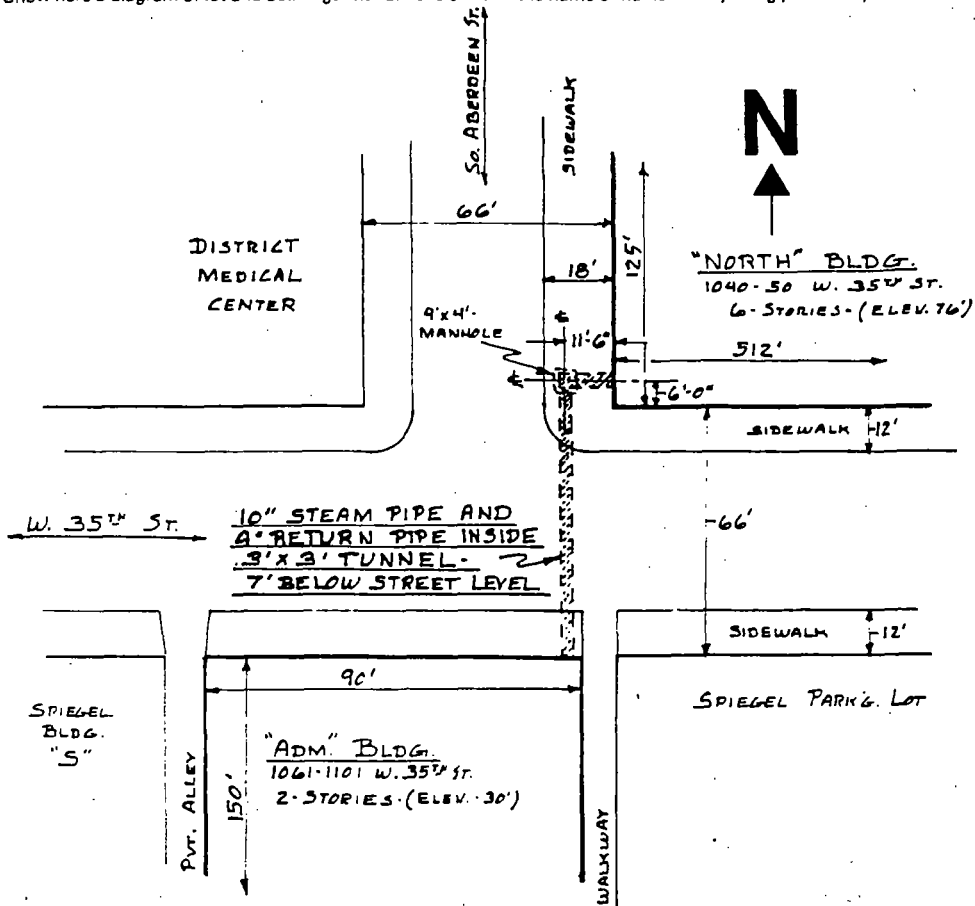 So. ABERDEEN St.
SIDEWALK
N
66'
DISTRICT
MEDICAL
CENTER
18'
125'
"NORTH" BLDG.
1040-50 W. 35TH ST.
6-STORIES-(ELEV. 76')
MANHOLE
11'-6"
512'
6'-0"
SIDEWALK
12'
W. 35TH ST.
10" STEAM PIPE AND
4" RETURN PIPE INSIDE
3' X 3' TUNNEL-
7' BELOW STREET LEVEL
66'
SIDEWALK
12'
90'
SPIEGEL
BLDG.
"S"
PVT. ALLEY
150'
"ADM." BLDG.
1061-1101 W. 35TH ST.
2-STORIES-(ELEV. 30')
WALKWAY
SPIEGEL PARK'G. LOT